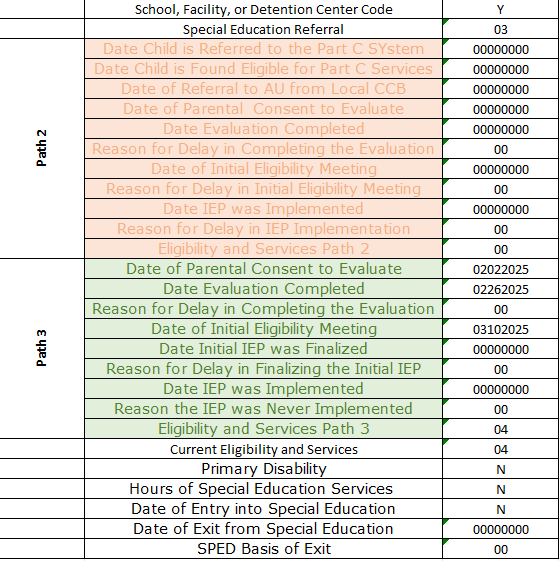 School, Facility, or Detention Center Code Y
Special Education Referral 03
Path 2
Date Child is Referred to the Part C SYstem 00000000
Date Child is Found Eligible for Part C Services 00000000
Date of Referral to AU from Local CCB 00000000
Date of Parental Consent to Evaluate 00000000
Date Evaluation Completed 00000000
Reason for Delay in Completing the Evaluation 00
Date of Initial Eligibility Meeting 00000000
Reason for Delay in Initial Eligibility Meeting 00
Date IEP was Implemented 00000000
Reason for Delay in IEP Implementation 00
Eligibility and Services Path 2 00
Path 3
Date of Parental Consent to Evaluate 02022025
Date Evaluation Completed 02262025
Reason for Delay in Completing the Evaluation 00
Date of Initial Eligibility Meeting 03102025
Date Initial IEP was Finalized 00000000
Reason for Delay in Finalizing the Initial IEP 00
Date IEP was Implemented 00000000
Reason the IEP was Never Implemented 00
Eligibility and Services Path 3 04
Current Eligibility and Services 04
Primary Disability N
Hours of Special Education Services N
Date of Entry into Special Education N
Date of Exit from Special Education 00000000
SPED Basis of Exit 00